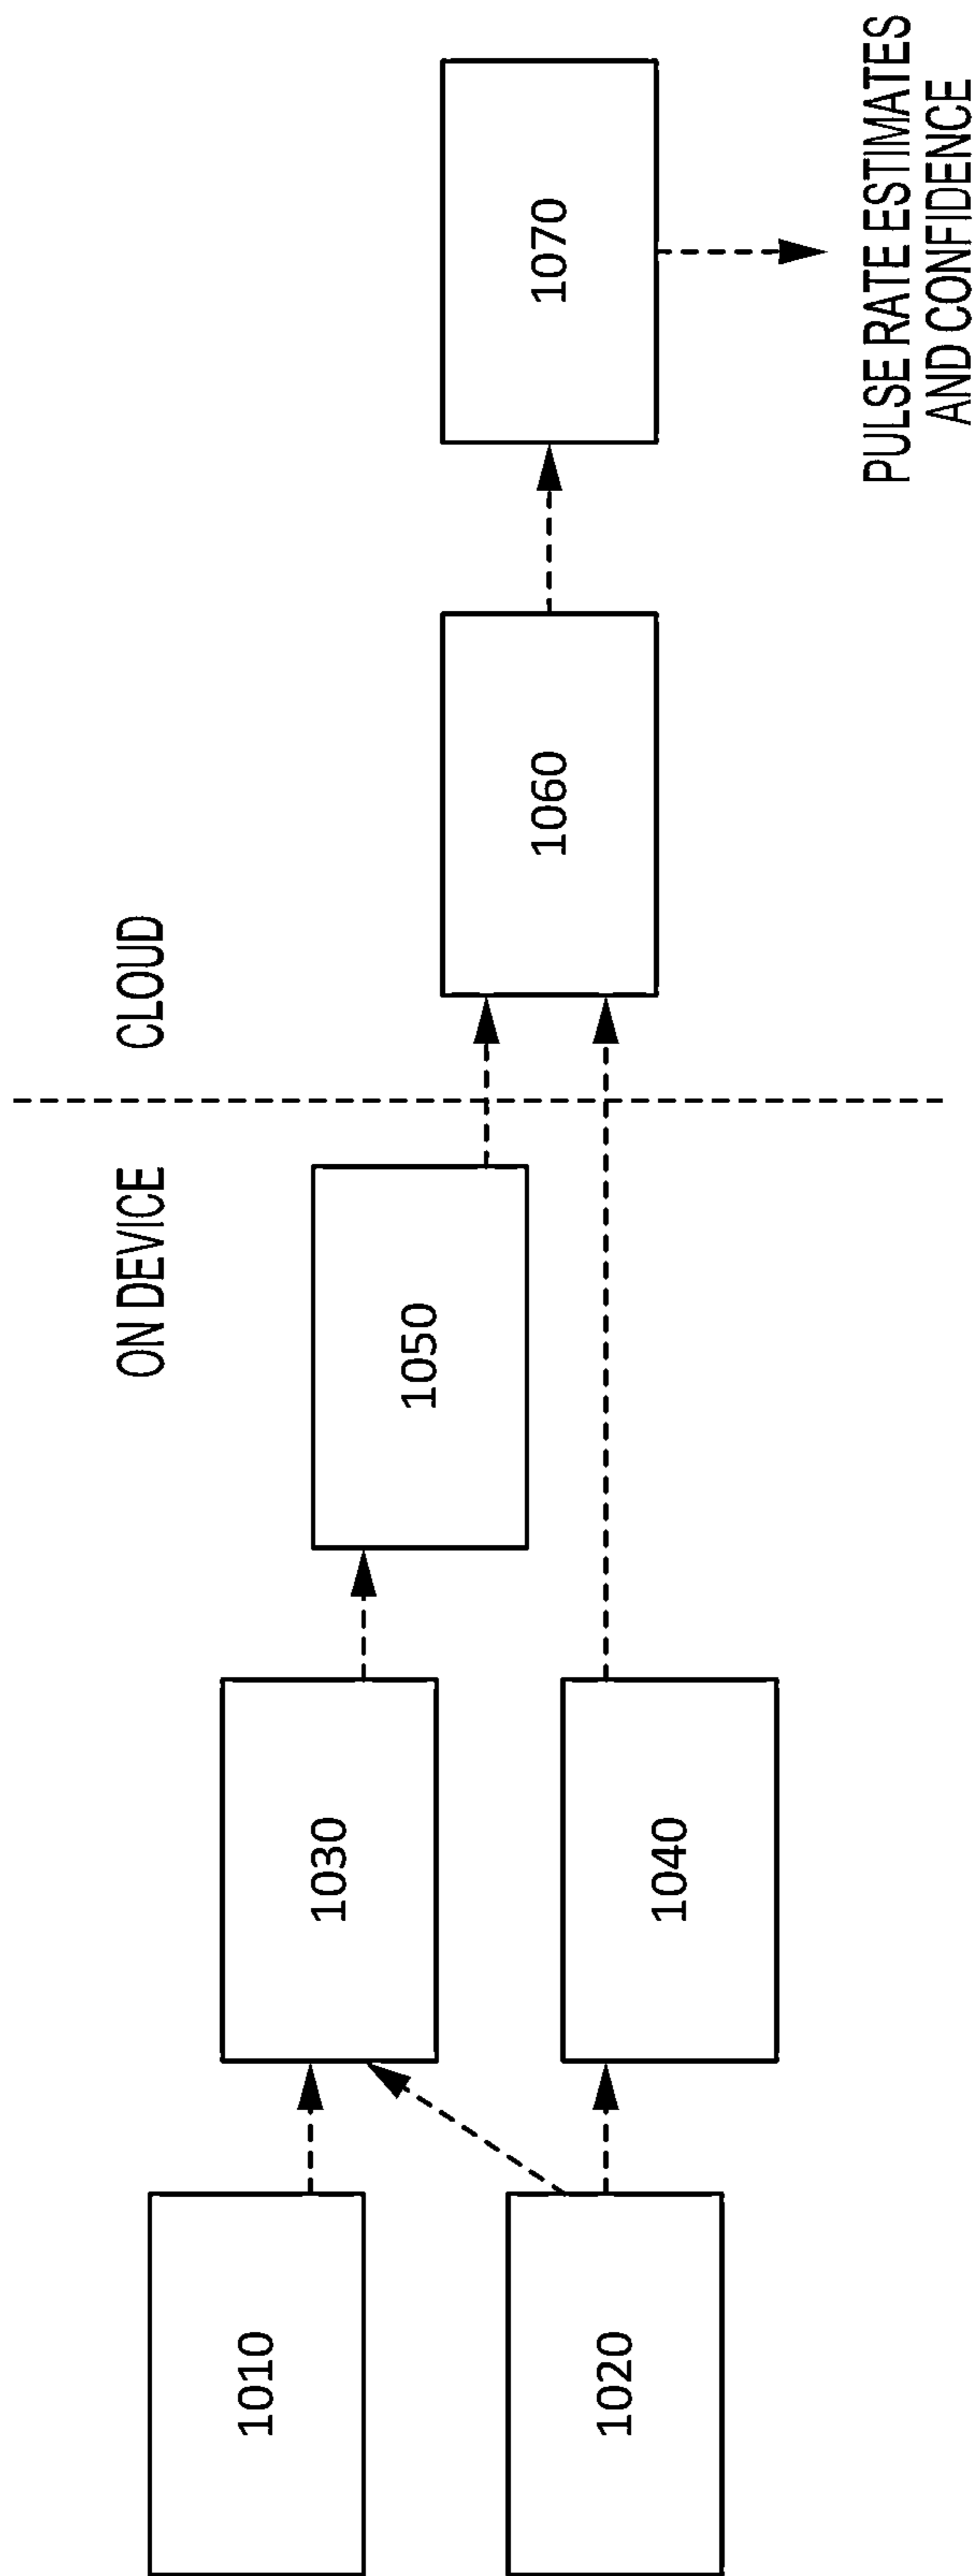 ON DEVICE
CLOUD
1010
1020
1030
1040
1050
1060
1070
PULSE RATE ESTIMATES
AND CONFIDENCE